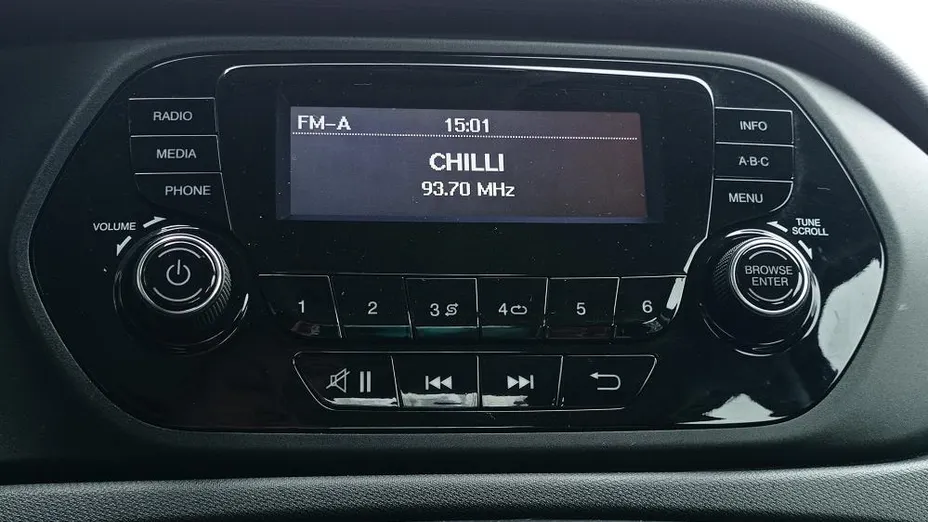 RADIO
MEDIA
PHONE
VOLUME
FM-A 15:01
CHILLI
93.70 MHz
INFO
A·B·C
MENU
TUNE
SCROLL
BROWSE
ENTER
1 2 3 4 5 6